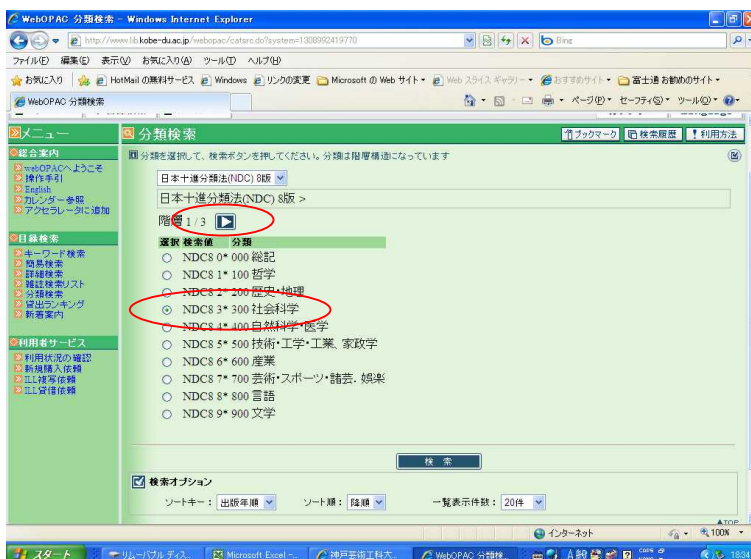 WebOPAC 分類検索 - Windows Internet Explorer
http://www.lib.kobe-du.ac.jp/webopac/catsrc.do?system=1308992419770
Bing
ファイル(F) 編集(E) 表示(V) お気に入り(A) ツール(T) ヘルプ(H)
お気に入り HotMail の無料サービス Windows リンクの変更 Microsoft の Web サイト Web スライス ギャラリー おすすめサイト 富士通 お勧めのサイト
WebOPAC 分類検索
ページ(P) セーフティ(S) ツール(O)
メニュー
分類検索
ブックマーク 検索履歴 利用方法
総合案内
分類を選択して、検索ボタンを押してください。分類は階層構造になっています
webOPACへようこそ
操作手引
English
カレンダー参照
アクセラレータに追加
日本十進分類法(NDC) 8版
日本十進分類法(NDC) 8版 >
階層 1 / 3
目録検索
キーワード検索
簡易検索
詳細検索
雑誌検索リスト
分類検索
貸出ランキング
新着案内
利用者サービス
利用状況の確認
新規購入依頼
ILL複写依頼
ILL貸借依頼
選択 検索値 分類
NDC8 0* 000 総記
NDC8 1* 100 哲学
NDC8 2* 200 歴史・地理
NDC8 3* 300 社会科学
NDC8 4* 400 自然科学・医学
NDC8 5* 500 技術・工学・工業、家政学
NDC8 6* 600 産業
NDC8 7* 700 芸術・スポーツ・諸芸. 娯楽
NDC8 8* 800 言語
NDC8 9* 900 文学
検 索
検索オプション
ソートキー： 出版年順 ソート順： 降順 一覧表示件数： 20件
▲TOP
インターネット 100%
スタート リムーバブル ディス... Microsoft Excel -... 神戸芸術工科大... WebOPAC 分類検... A 般 CAPS 18:34